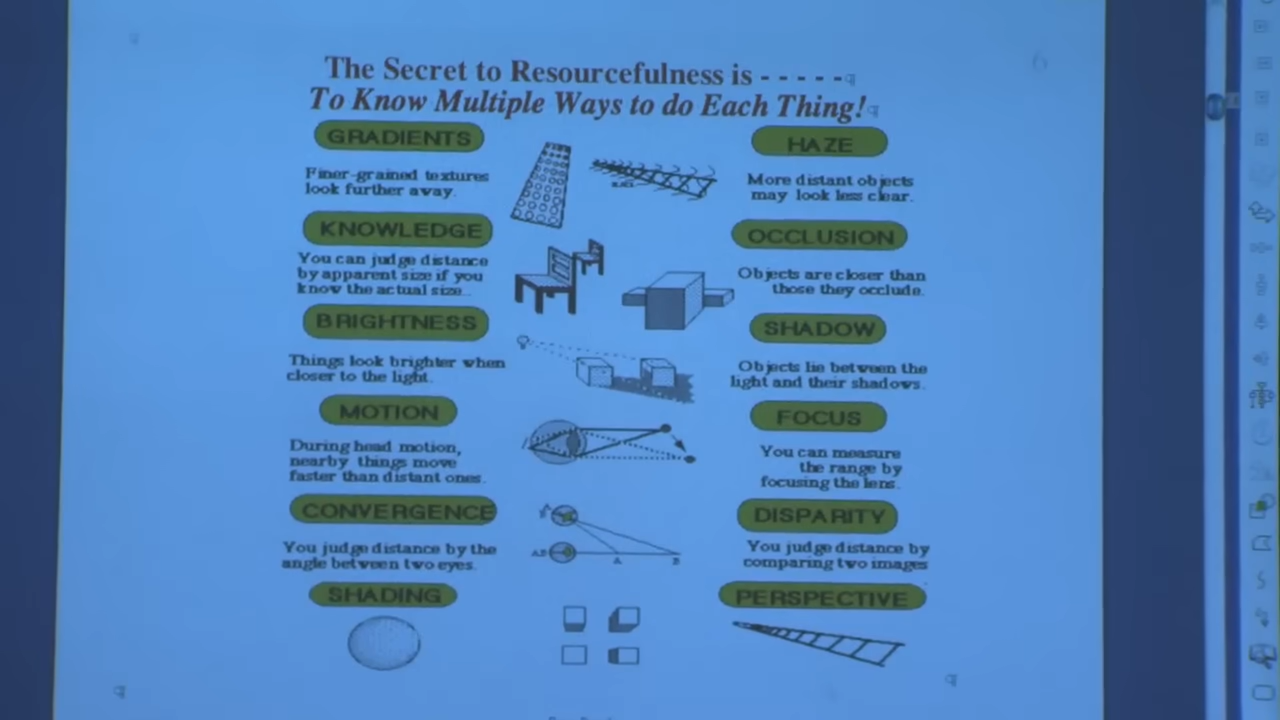 The Secret to Resourcefulness is - - - - -
To Know Multiple Ways to do Each Thing!
GRADIENTS
Finer-grained textures
look further away.
HAZE
More distant objects
may look less clear.
KNOWLEDGE
You can judge distance
by apparent size if you
know the actual size.
OCCLUSION
Objects are closer than
those they occlude.
BRIGHTNESS
Things look brighter when
closer to the light.
SHADOW
Objects lie between the
light and their shadows.
MOTION
During head motion,
nearby things move
faster than distant ones.
FOCUS
You can measure
the range by
focusing the lens.
CONVERGENCE
You judge distance by the
angle between two eyes.
DISPARITY
You judge distance by
comparing two images
SHADING
PERSPECTIVE